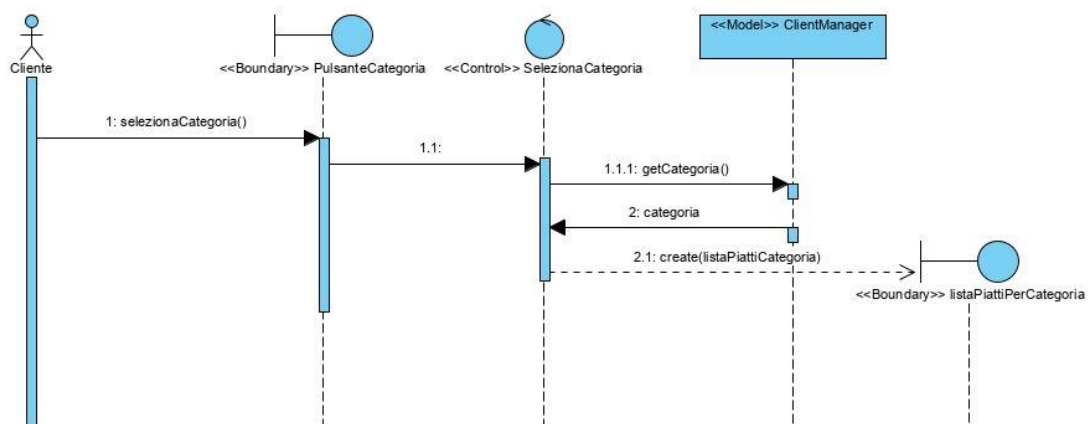 <<Model>> ClientManager
Cliente
<<Boundary>> PulsanteCategoria
<<Control>> SelezionaCategoria
1: selezionaCategoria()
1.1:
1.1.1: getCategoria()
2: categoria
2.1: create(listaPiattiCategoria)
<<Boundary>> listaPiattiPerCategoria